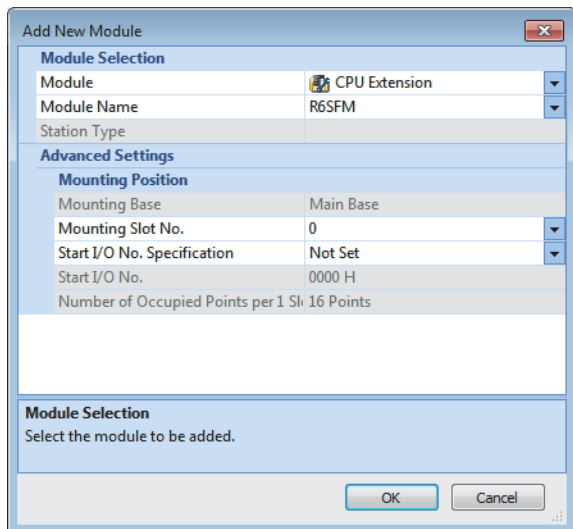 Add New Module
Module Selection
Module CPU Extension
Module Name R6SFM
Station Type
Advanced Settings
Mounting Position
Mounting Base Main Base
Mounting Slot No. 0
Start I/O No. Specification Not Set
Start I/O No. 0000 H
Number of Occupied Points per 1 Sl 16 Points
Module Selection
Select the module to be added.
OK Cancel